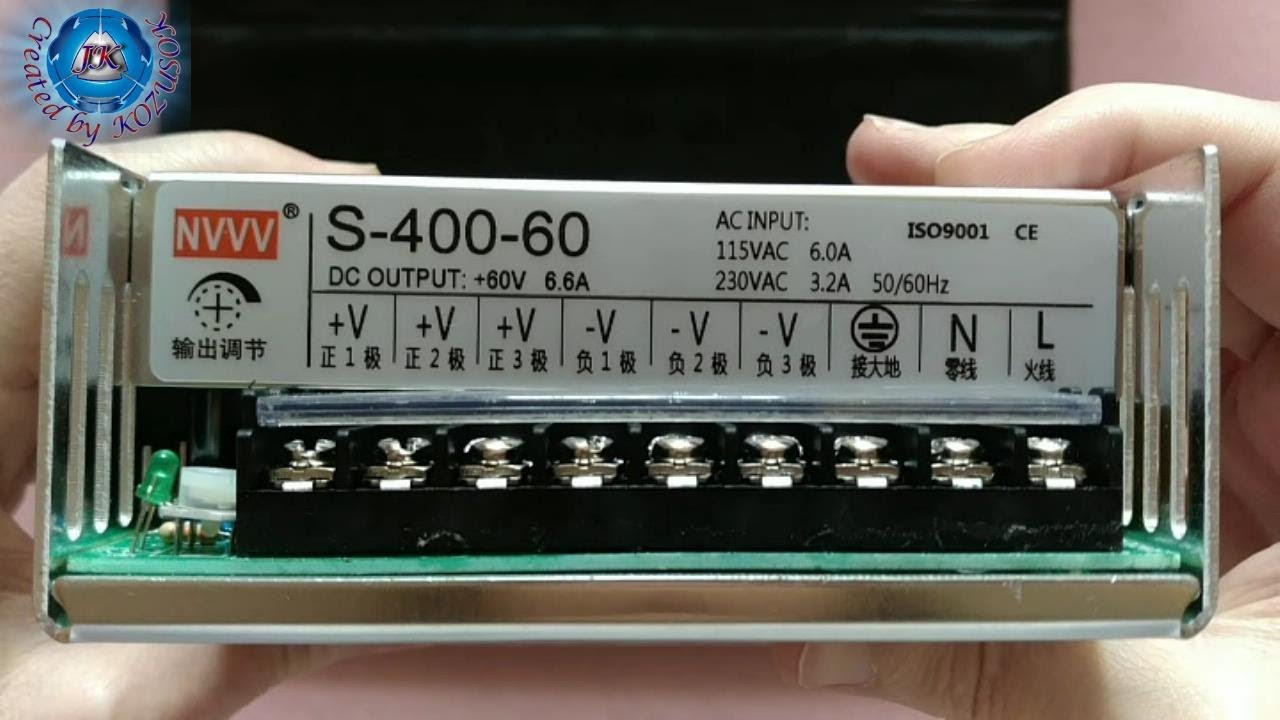 JK
Created by KOZUSOK
NVVV®
S-400-60
DC OUTPUT: +60V 6.6A
AC INPUT:
115VAC 6.0A
230VAC 3.2A 50/60Hz
ISO9001 CE
输出调节
+V +V +V -V -V -V N L
正1极 正2极 正3极 负1极 负2极 负3极 接大地 零线 火线
N